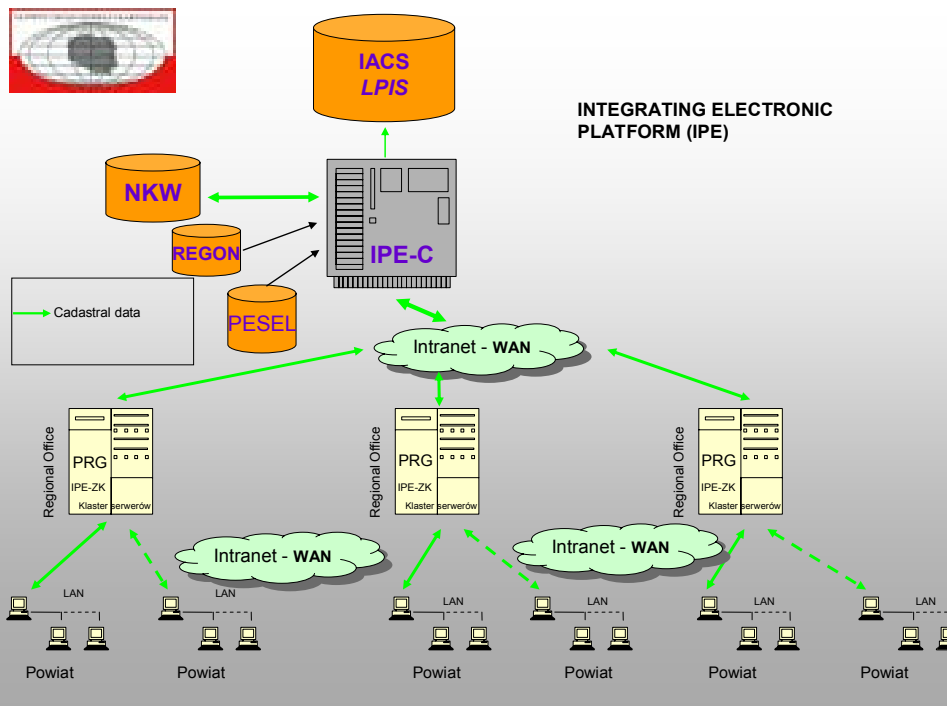 IACS
LPIS
INTEGRATING ELECTRONIC
PLATFORM (IPE)
NKW
REGON
IPE-C
PESEL
Cadastral data
Intranet - WAN
Regional Office
PRG
IPE-ZK
Klaster serwerów
Regional Office
PRG
IPE-ZK
Klaster serwerów
Regional Office
PRG
IPE-ZK
Klaster serwerów
Intranet - WAN
Intranet - WAN
LAN
LAN
LAN
LAN
LAN
LAN
Powiat
Powiat
Powiat
Powiat
Powiat
Powiat